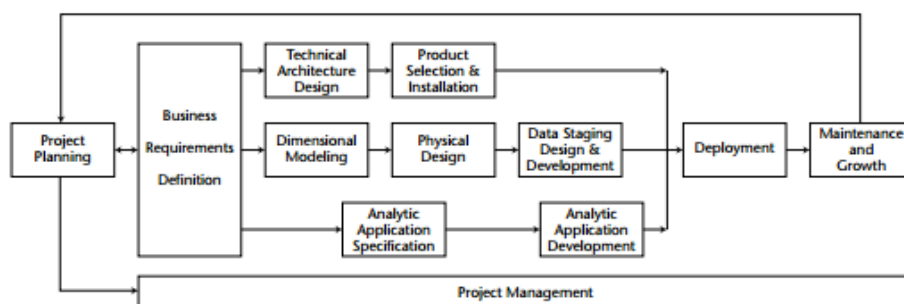 Technical
Architecture
Design
Product
Selection &
Installation
Project
Planning
Business
Requirements
Definition
Dimensional
Modeling
Physical
Design
Data Staging
Design &
Development
Deployment
Maintenance
and
Growth
Analytic
Application
Specification
Analytic
Application
Development
Project Management